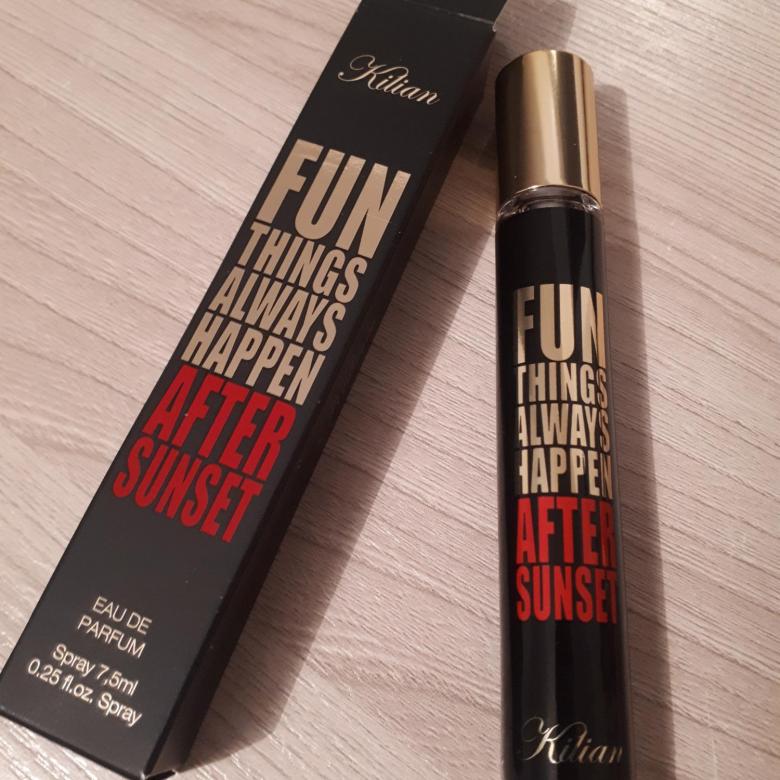 Kilian
FUN
THINGS
ALWAYS
HAPPEN
AFTER
SUNSET
EAU DE
PARFUM
Spray 7,5ml
0.25 fl.oz. Spray
FUN
THINGS
ALWAYS
HAPPEN
AFTER
SUNSET
Kilian